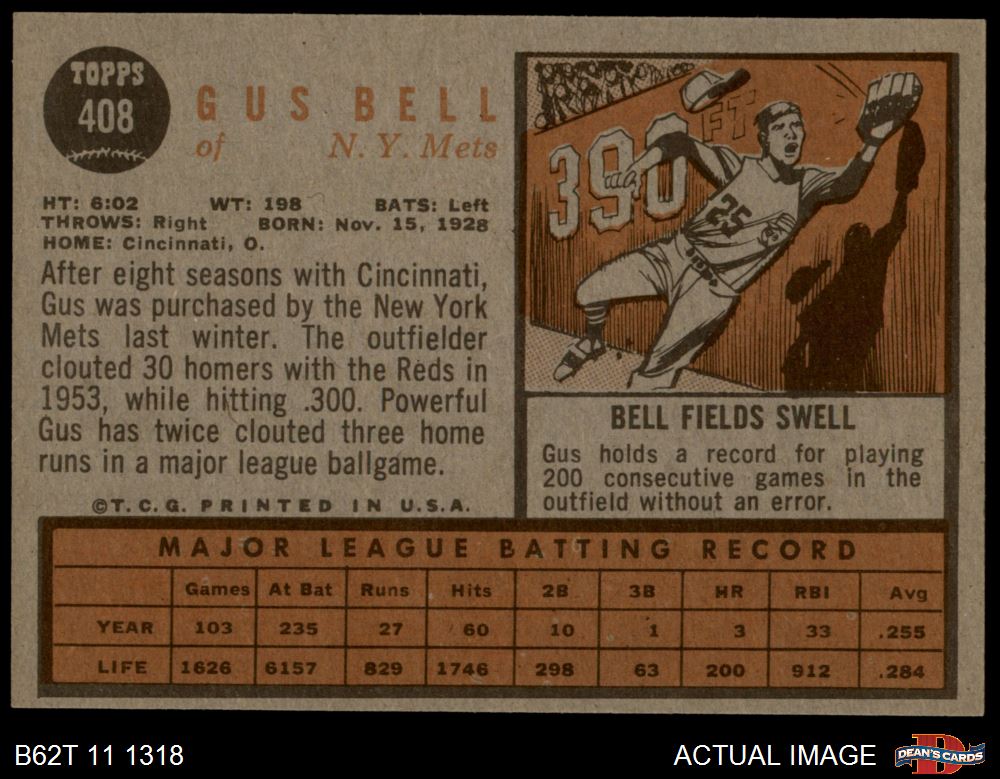 TOPPS
408
GUS BELL
of N. Y. Mets
HT: 6:02 WT: 198 BATS: Left
THROWS: Right BORN: Nov. 15, 1928
HOME: Cincinnati, O.
After eight seasons with Cincinnati,
Gus was purchased by the New York
Mets last winter. The outfielder
clouted 30 homers with the Reds in
1953, while hitting .300. Powerful
Gus has twice clouted three home
runs in a major league ballgame.
©T. C. G. PRINTED IN U.S.A.
390 FT
25
BELL FIELDS SWELL
Gus holds a record for playing
200 consecutive games in the
outfield without an error.
MAJOR LEAGUE BATTING RECORD
Games At Bat Runs Hits 2B 3B HR RBI Avg
YEAR 103 235 27 60 10 1 3 33 .255
LIFE 1626 6157 829 1746 298 63 200 912 .284
B62T 11 1318 ACTUAL IMAGE DEAN'S CARDS